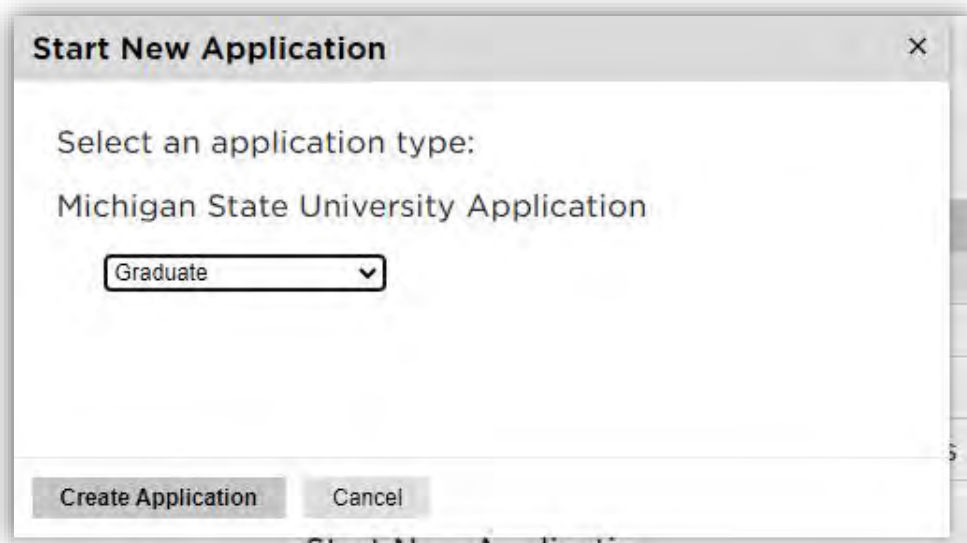 Start New Application ×
Select an application type:
Michigan State University Application
Graduate
Create Application Cancel